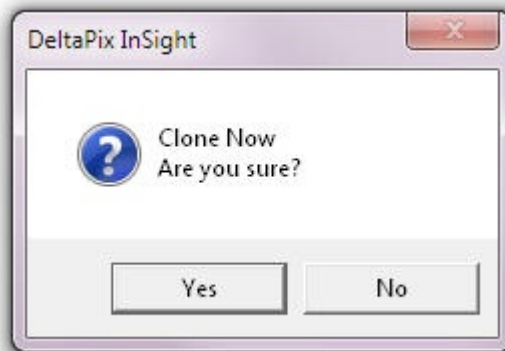 DeltaPix InSight
Clone Now
Are you sure?
Yes
No